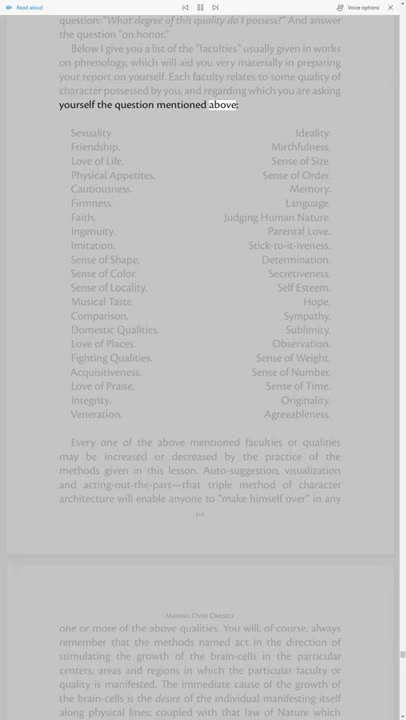 Read aloud
Voice options
question: "What degree of this quality do I possess?" And answer
the question "on honor."
Below I give you a list of the "faculties" usually given in works
on phrenology, which will aid you very materially in preparing
your report on yourself. Each faculty relates to some quality of
character possessed by you, and regarding which you are asking
yourself the question mentioned above:
Sexuality. Ideality.
Friendship. Mirthfulness.
Love of Life. Sense of Size.
Physical Appetites. Sense of Order.
Cautiousness. Memory.
Firmness. Language.
Faith. Judging Human Nature.
Ingenuity. Parental Love.
Imitation. Stick-to-it-iveness.
Sense of Shape. Determination.
Sense of Color. Secretiveness.
Sense of Locality. Self Esteem.
Musical Taste. Hope.
Comparison. Sympathy.
Domestic Qualities. Sublimity.
Love of Places. Observation.
Fighting Qualities. Sense of Weight.
Acquisitiveness. Sense of Number.
Love of Praise. Sense of Time.
Integrity. Originality.
Veneration. Agreeableness.
Every one of the above mentioned faculties or qualities
may be increased or decreased by the practice of the
methods given in this lesson. Auto-suggestion, visualization
and acting-out-the-part—that triple method of character
architecture will enable anyone to "make himself over" in any
Making Over Oneself
one or more of the above qualities. You will, of course, always
remember that the methods named act in the direction of
stimulating the growth of the brain-cells in the particular
centers, areas and regions in which the particular faculty or
quality is manifested. The immediate cause of the growth of
the brain-cells is the desire of the individual manifesting itself
along physical lines; coupled with that law of Nature which